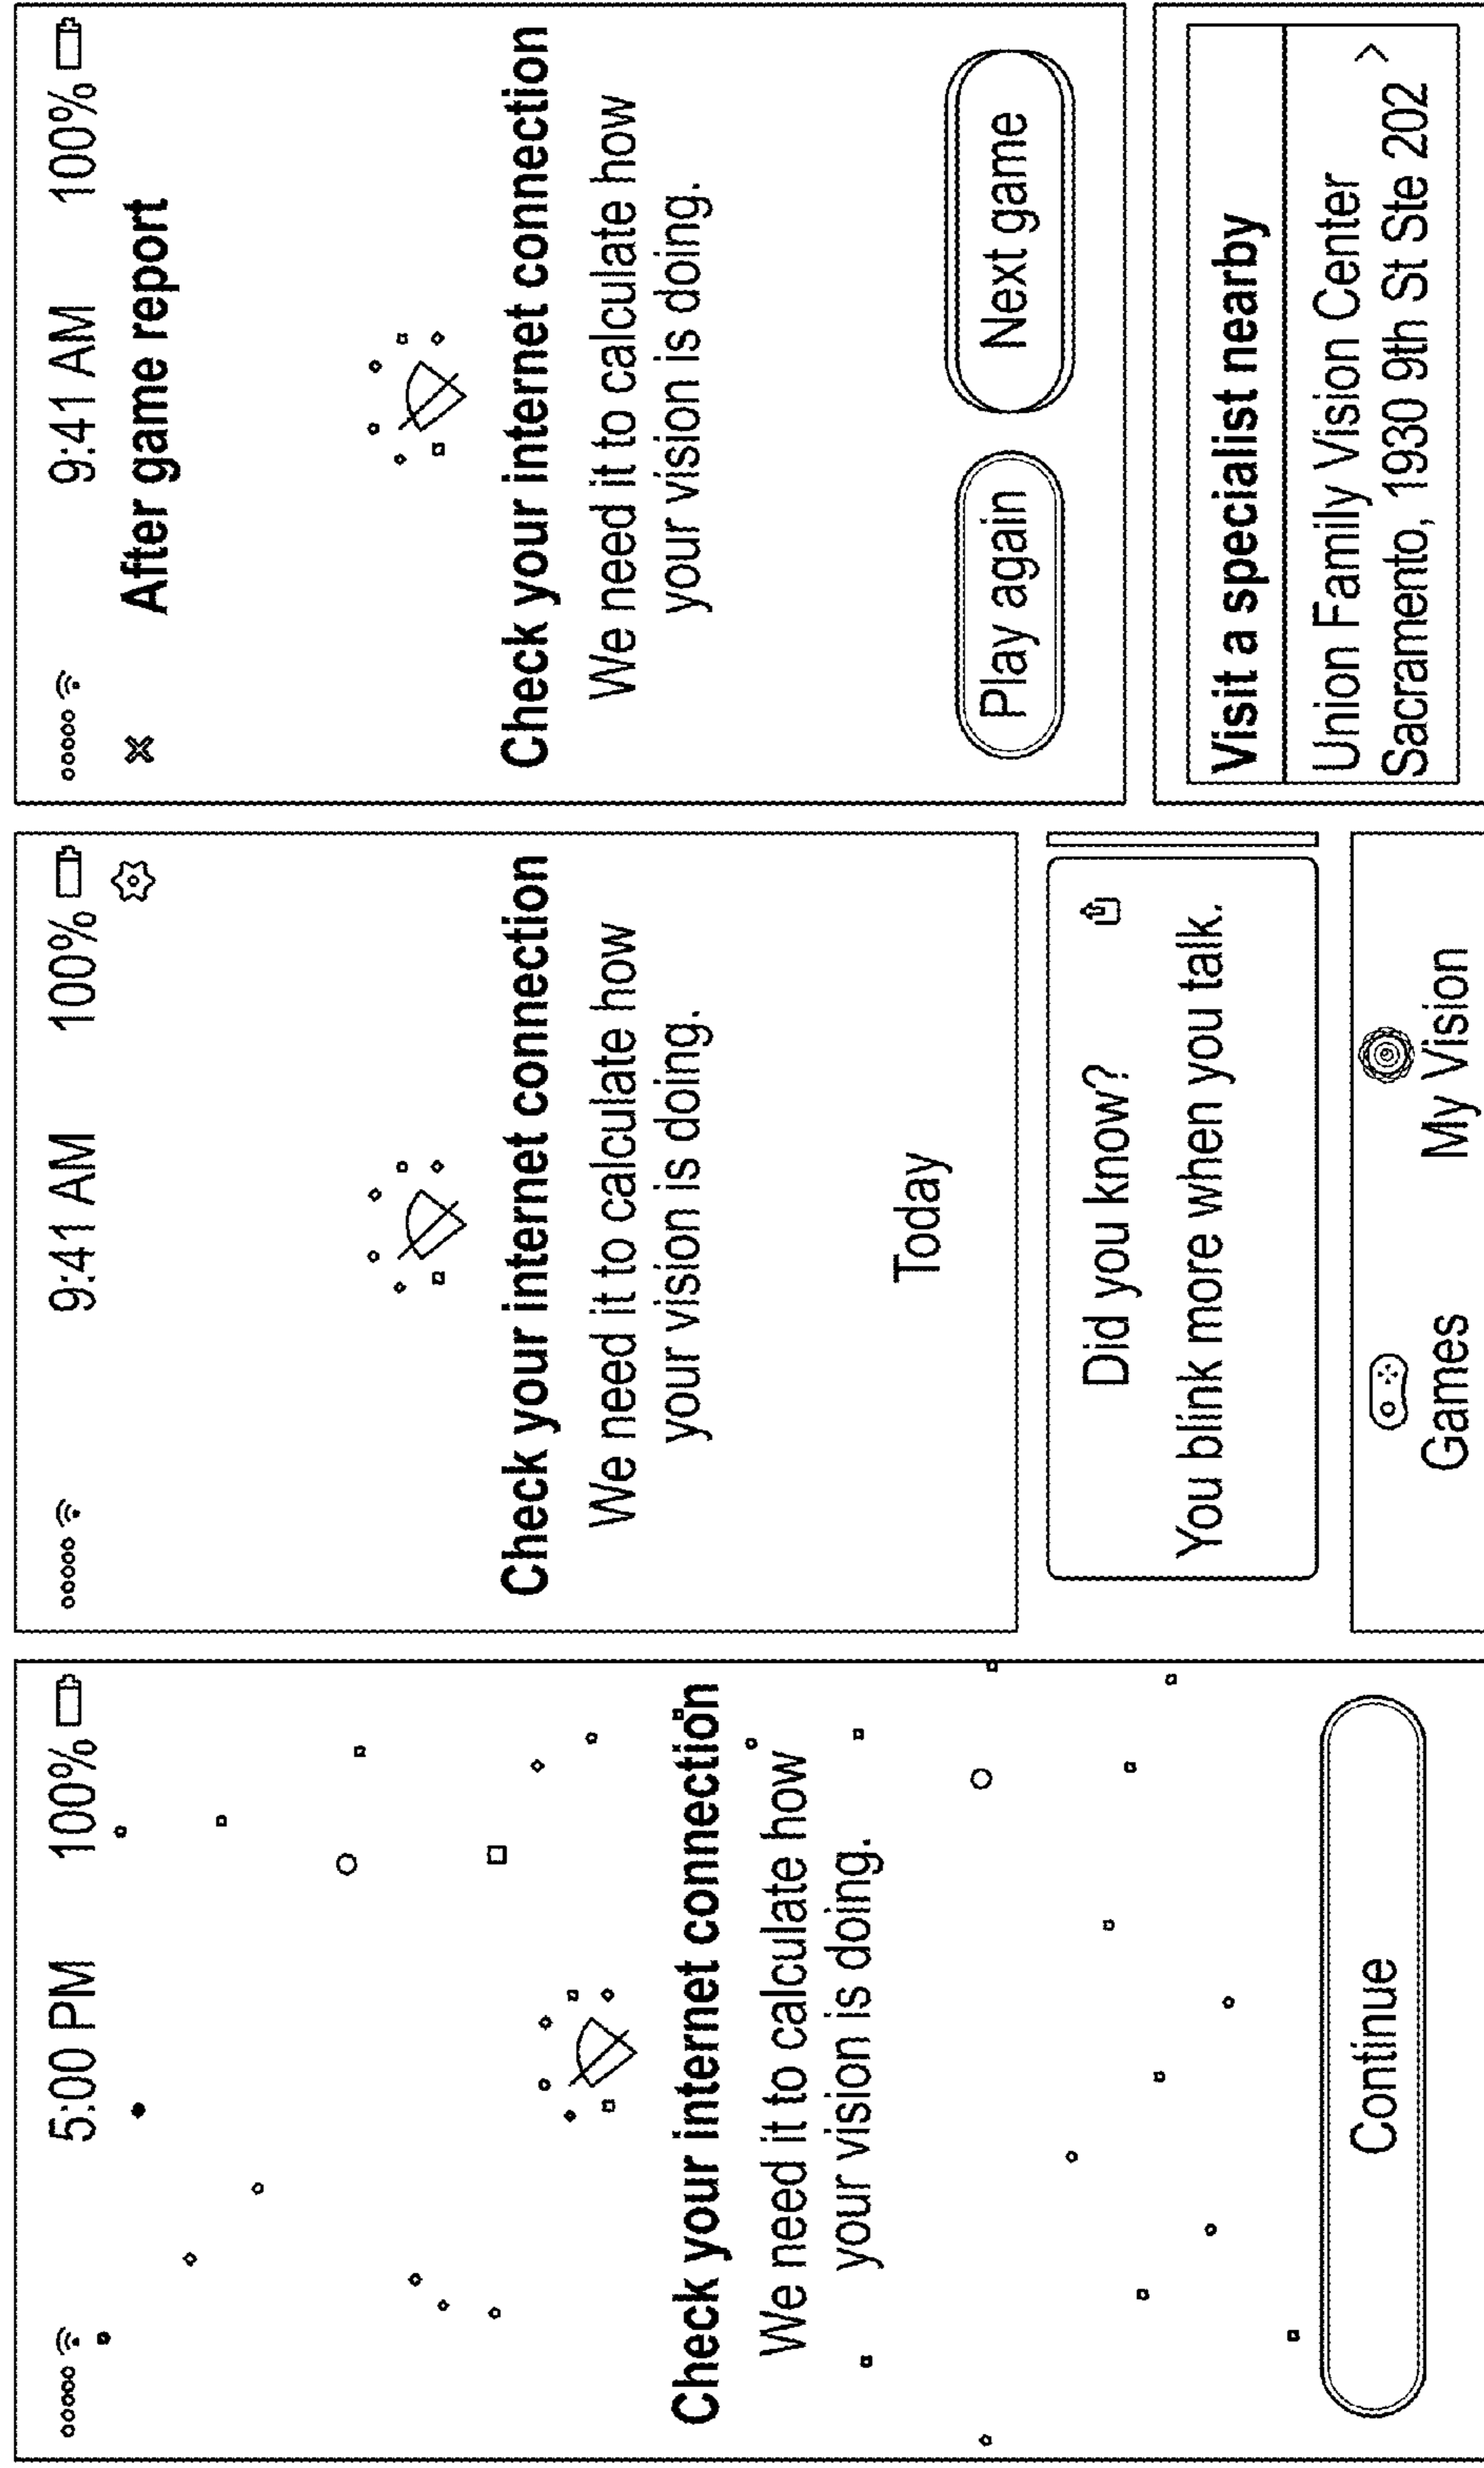 5:00 PM 100%
Check your internet connection
We need it to calculate how
your vision is doing.
Continue
9:41 AM 100%
Check your internet connection
We need it to calculate how
your vision is doing.
Today
Did you know?
You blink more when you talk.
Games My Vision
9:41 AM 100%
After game report
Check your internet connection
We need it to calculate how
your vision is doing.
Play again Next game
Visit a specialist nearby
Union Family Vision Center
Sacramento, 1930 9th St Ste 202